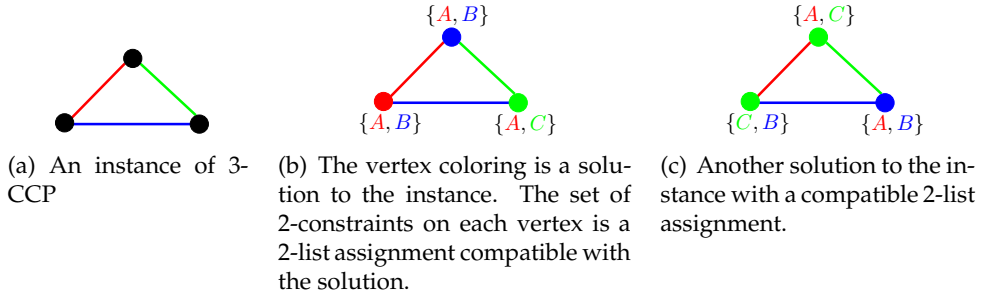 {A, B}
{A, B}
{A, C}
{A, C}
{C, B}
{A, B}
(a) An instance of 3-
CCP
(b) The vertex coloring is a solu-
tion to the instance. The set of
2-constraints on each vertex is a
2-list assignment compatible with
the solution.
(c) Another solution to the in-
stance with a compatible 2-list
assignment.